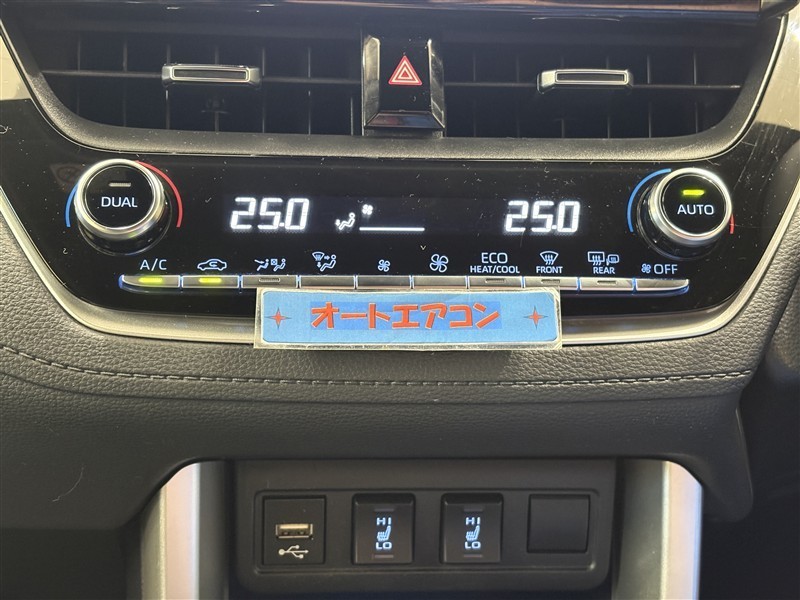 DUAL
25.0
25.0
AUTO
A/C
ECO
HEAT/COOL
FRONT
REAR
OFF
オートエアコン
HI
LO
HI
LO